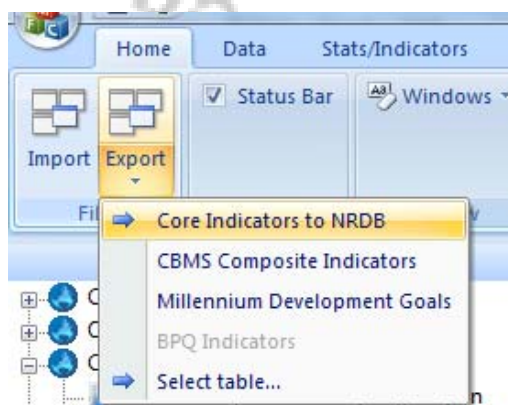 Home Data Stats/Indicators
Status Bar Windows
Import Export
Core Indicators to NRDB
CBMS Composite Indicators
Millennium Development Goals
BPQ Indicators
Select table...